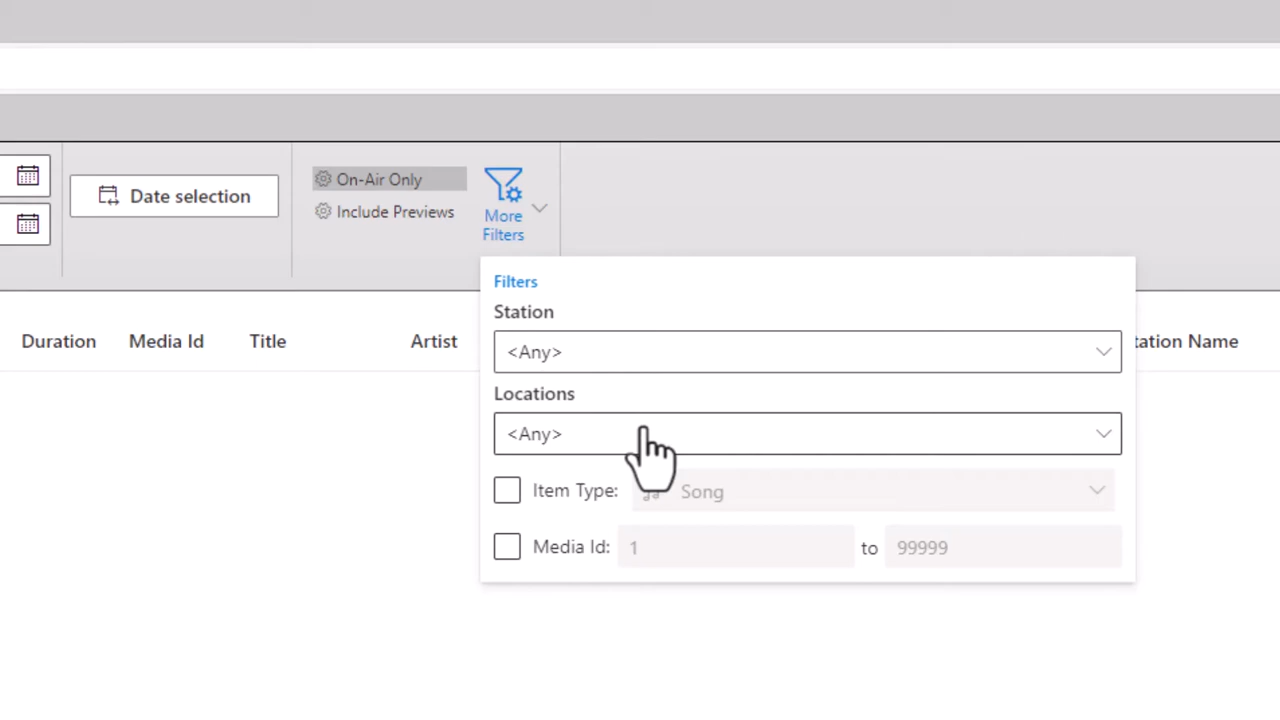 Date selection
On-Air Only
Include Previews
More
Filters
Filters
Station
<Any>
Locations
<Any>
Item Type: Song
Media Id: 1 to 99999
Duration Media Id Title Artist tation Name